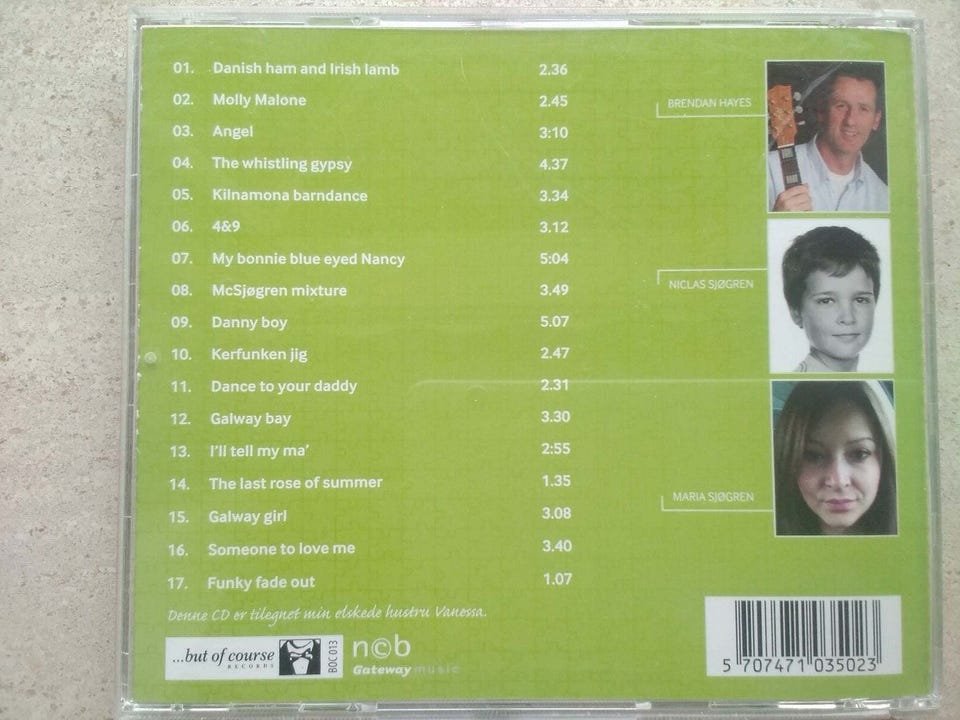 01. Danish ham and Irish lamb 2.36
02. Molly Malone 2.45
03. Angel 3:10
04. The whistling gypsy 4.37
05. Kilnamona barndance 3.34
06. 4&9 3.12
07. My bonnie blue eyed Nancy 5:04
08. McSjøgren mixture 3.49
09. Danny boy 5.07
10. Kerfunken jig 2.47
11. Dance to your daddy 2.31
12. Galway bay 3.30
13. I'll tell my ma' 2:55
14. The last rose of summer 1.35
15. Galway girl 3.08
16. Someone to love me 3.40
17. Funky fade out 1.07
Denne CD er tilegnet min elskede hustru Vanessa.
BRENDAN HAYES
NICLAS SJØGREN
MARIA SJØGREN
...but of course
RECORDS
BOC 013
n©b
Gateway music
5 707471 035023